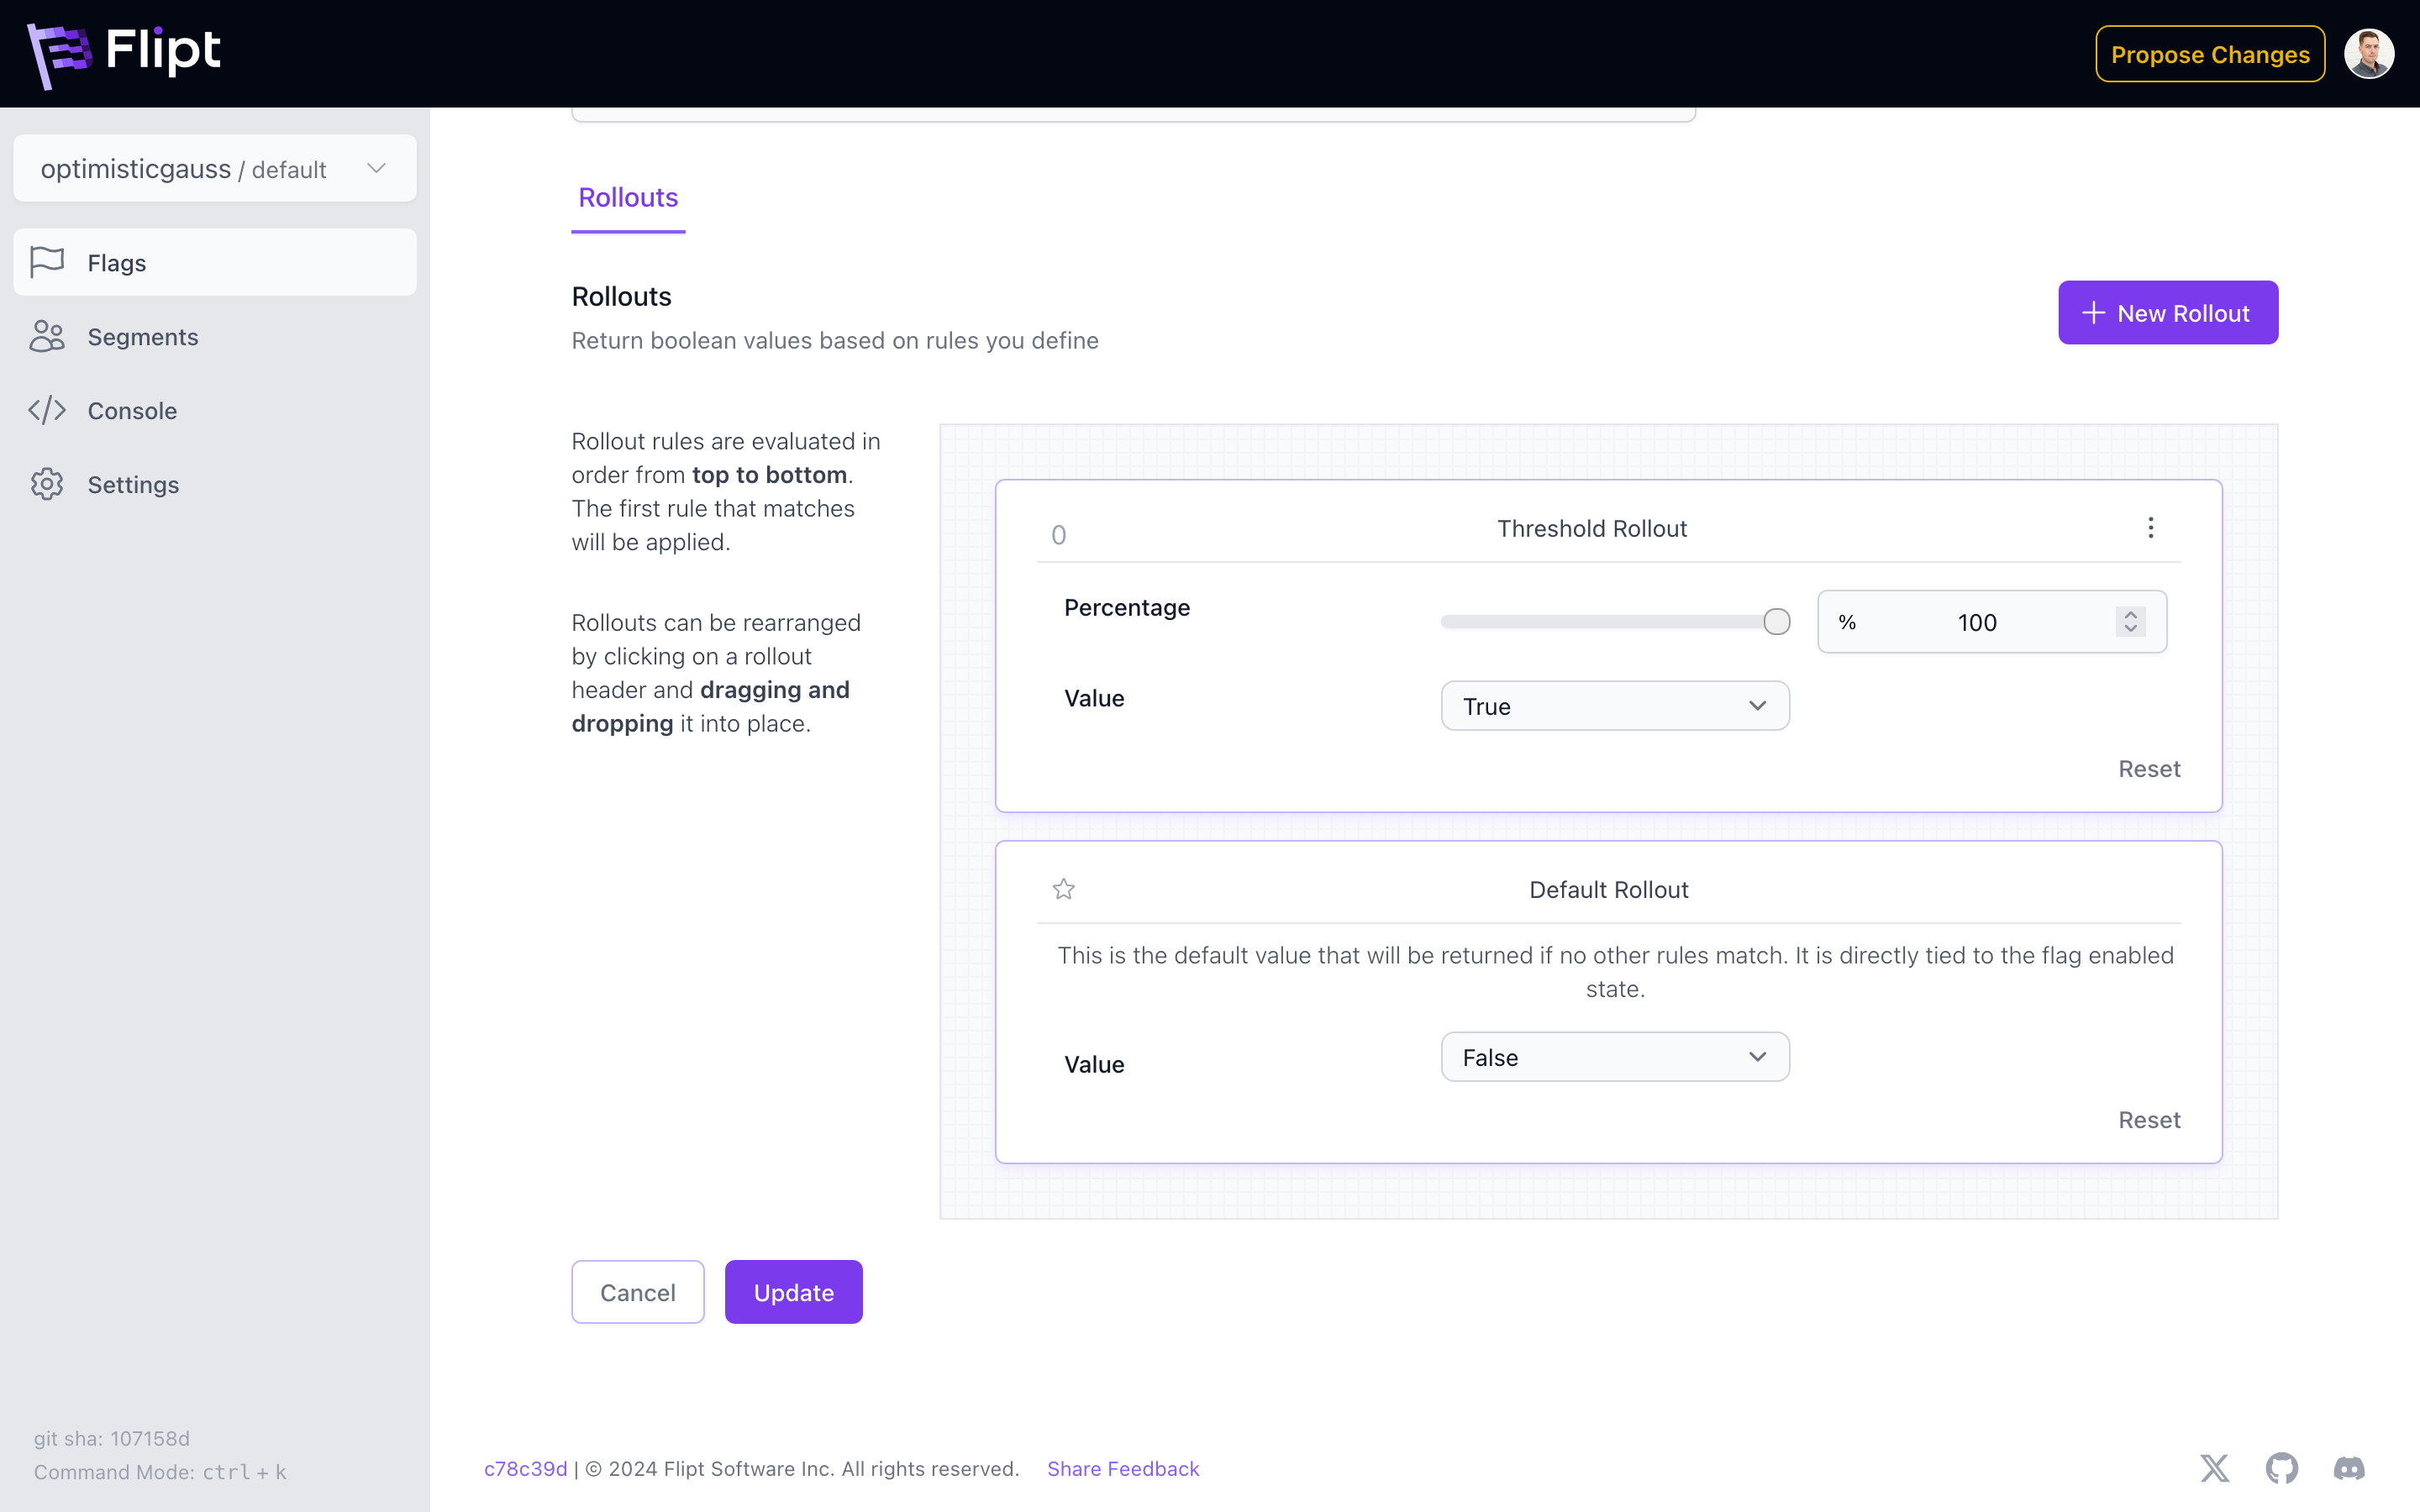 Flipt
Propose Changes
optimisticgauss / default
Flags
Segments
Console
Settings
Rollouts
Rollouts
Return boolean values based on rules you define
New Rollout
Rollout rules are evaluated in
order from top to bottom.
The first rule that matches
will be applied.
Rollouts can be rearranged
by clicking on a rollout
header and dragging and
dropping it into place.
0
Threshold Rollout
Percentage
% 100
Value
True
Reset
Default Rollout
This is the default value that will be returned if no other rules match. It is directly tied to the flag enabled
state.
Value
False
Reset
Cancel
Update
git sha: 107158d
Command Mode: ctrl + k
c78c39d | © 2024 Flipt Software Inc. All rights reserved.
Share Feedback